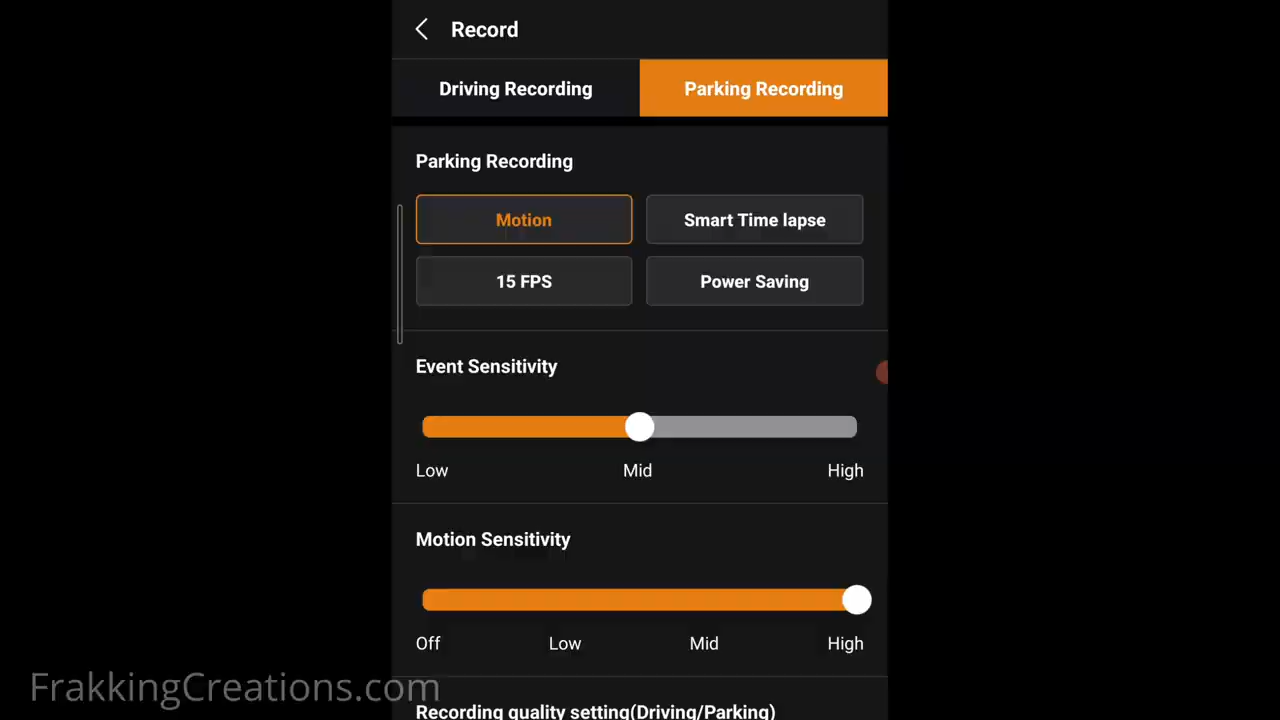 Record
Driving Recording
Parking Recording
Parking Recording
Motion
Smart Time lapse
15 FPS
Power Saving
Event Sensitivity
Low
Mid
High
Motion Sensitivity
Off
Low
Mid
High
FrakkingCreations.com
Recording quality setting(Driving/Parking)